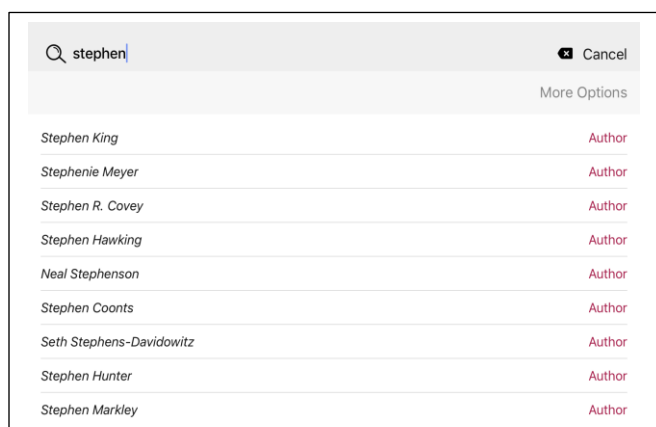 stephen Cancel
More Options
Stephen King Author
Stephenie Meyer Author
Stephen R. Covey Author
Stephen Hawking Author
Neal Stephenson Author
Stephen Coonts Author
Seth Stephens-Davidowitz Author
Stephen Hunter Author
Stephen Markley Author